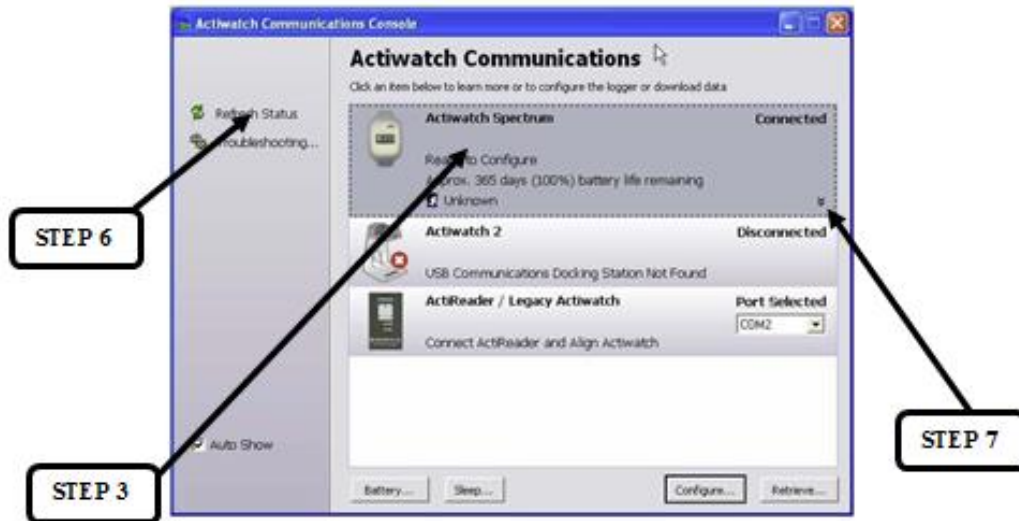 Actiwatch Communications Console
Actiwatch Communications
Click an item below to learn more or to configure the logger or download data
Refresh Status
Troubleshooting...
Actiwatch Spectrum
Connected
Ready to Configure
Approx. 365 days (100%) battery life remaining
Unknown
STEP 6
Actiwatch 2
Disconnected
USB Communications Docking Station Not Found
ActiReader / Legacy Actiwatch
Port Selected
COM2
Connect ActiReader and Align Actiwatch
STEP 7
Auto Show
STEP 3
Battery...
Sleep...
Configure...
Retrieve...